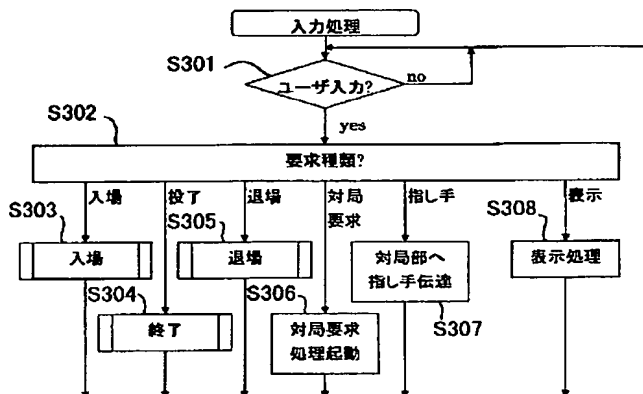 入力処理
S301
ユーザ入力?
no
yes
S302
要求種類?
入場
投了
退場
対局
要求
指し手
表示
S303
S305
S308
入場
退場
対局部へ
指し手伝達
表示処理
S304
S306
S307
終了
対局要求
処理起動